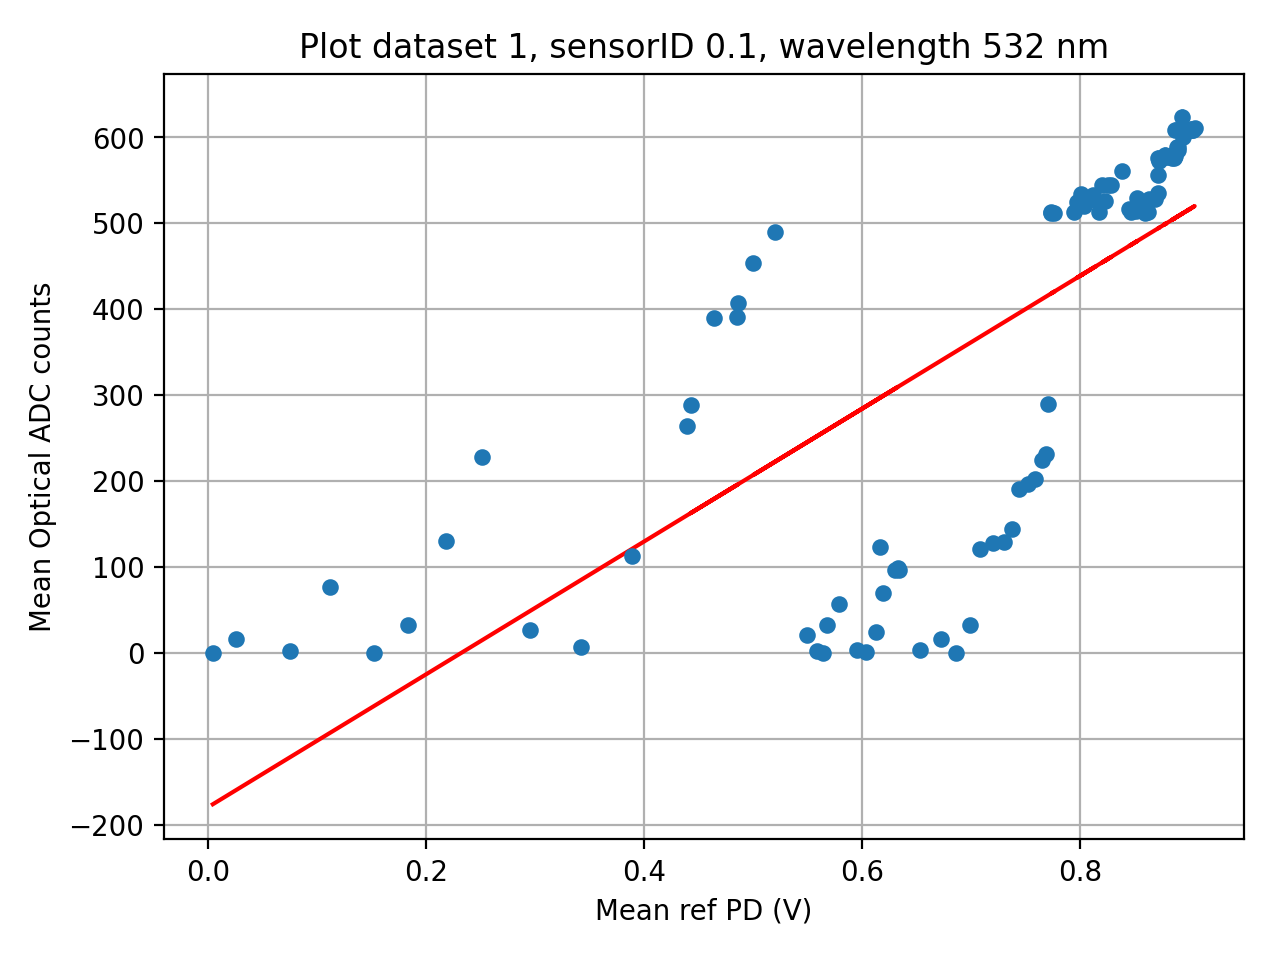 Plot dataset 1, sensorID 0.1, wavelength 532 nm
600
500
400
300
200
100
0
−100
−200
Mean Optical ADC counts
0.0 0.2 0.4 0.6 0.8
Mean ref PD (V)